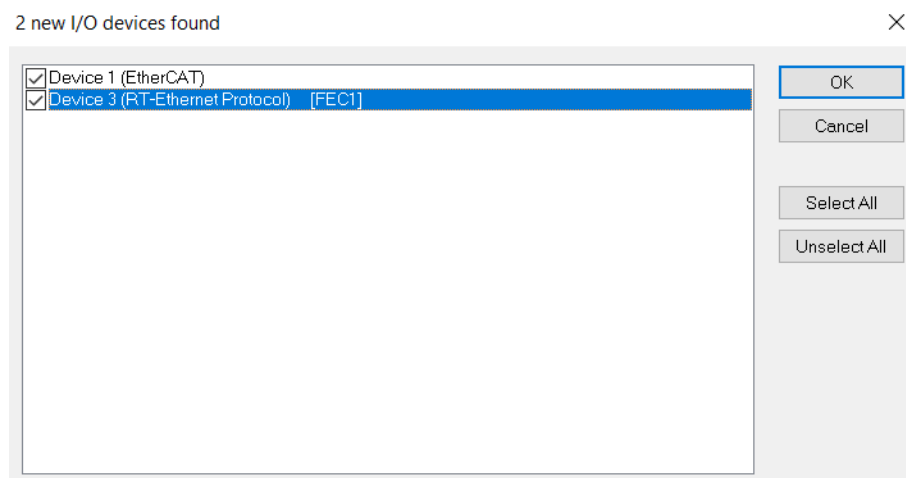 2 new I/O devices found
Device 1 (EtherCAT)
Device 3 (RT-Ethernet Protocol) [FEC1]
OK
Cancel
Select All
Unselect All